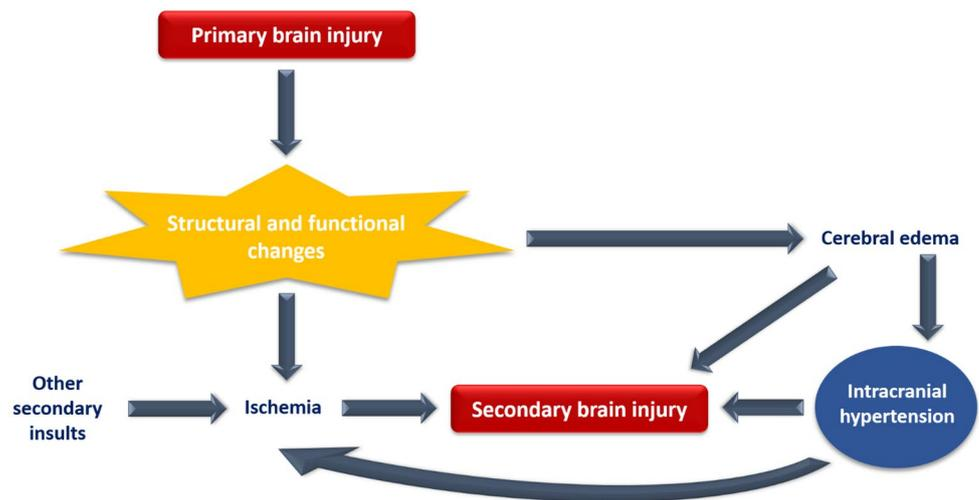 Primary brain injury
Structural and functional
changes
Cerebral edema
Other
secondary
insults
Ischemia
Secondary brain injury
Intracranial
hypertension